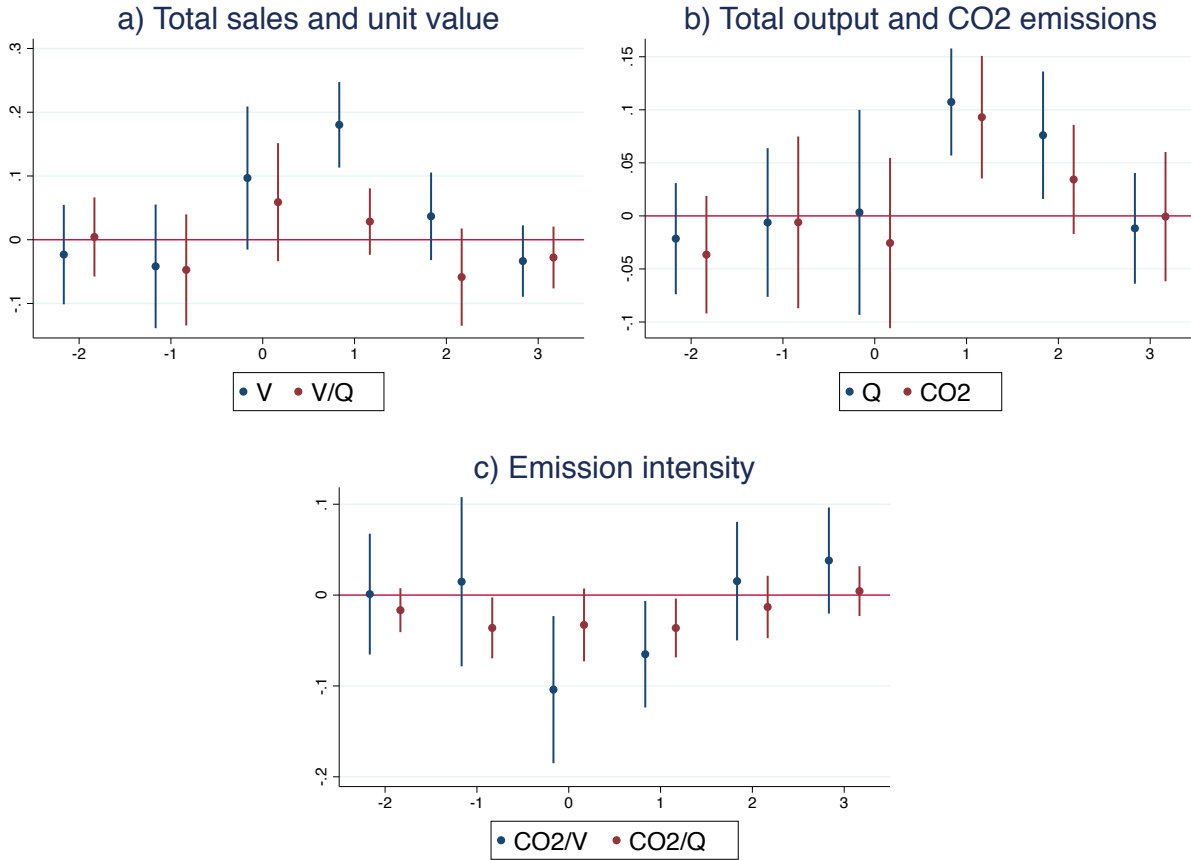 a) Total sales and unit value
.3
.2
.1
0
-.1
-2 -1 0 1 2 3
V V/Q
b) Total output and CO2 emissions
.15
.1
.05
0
-.05
-.1
-2 -1 0 1 2 3
Q CO2
c) Emission intensity
.1
0
-.1
-.2
-2 -1 0 1 2 3
CO2/V CO2/Q